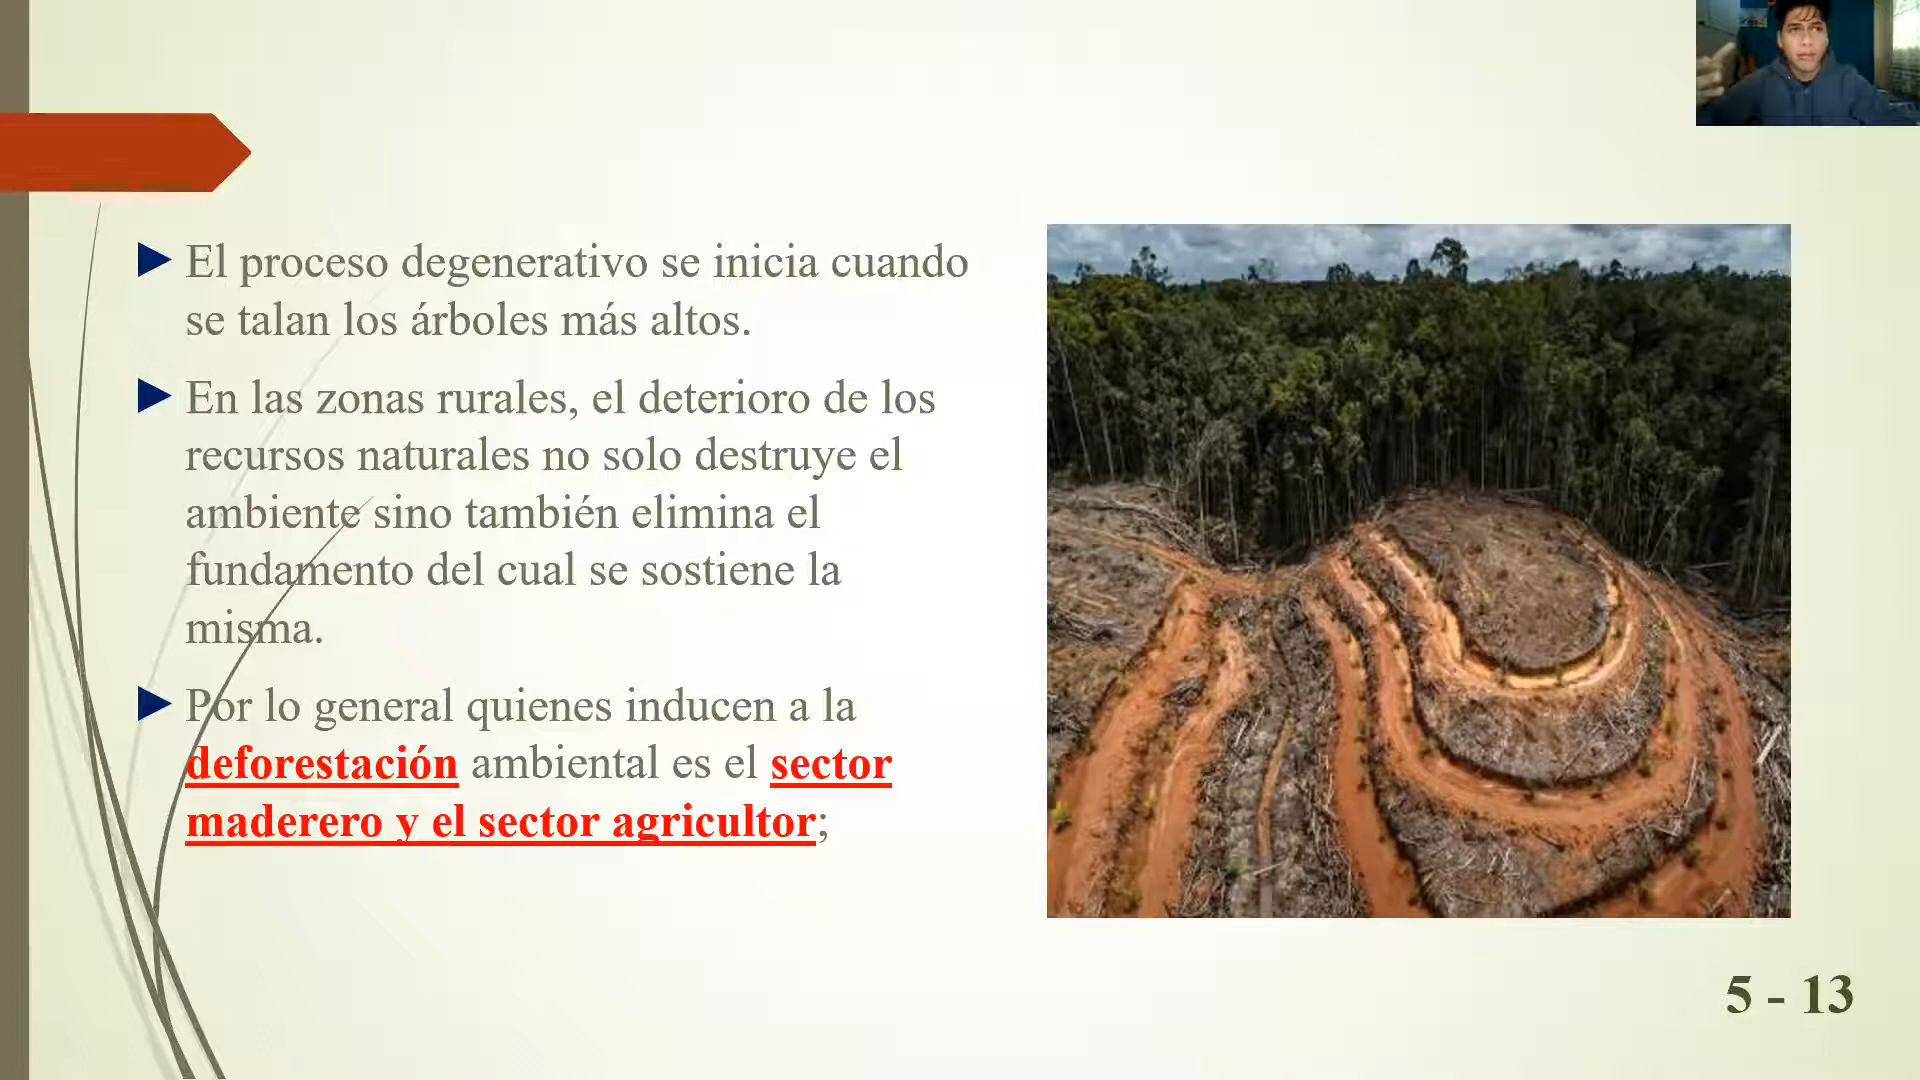 El proceso degenerativo se inicia cuando
se talan los árboles más altos.
En las zonas rurales, el deterioro de los
recursos naturales no solo destruye el
ambiente sino también elimina el
fundamento del cual se sostiene la
misma.
Por lo general quienes inducen a la
deforestación ambiental es el sector
maderero y el sector agricultor;
5 - 13